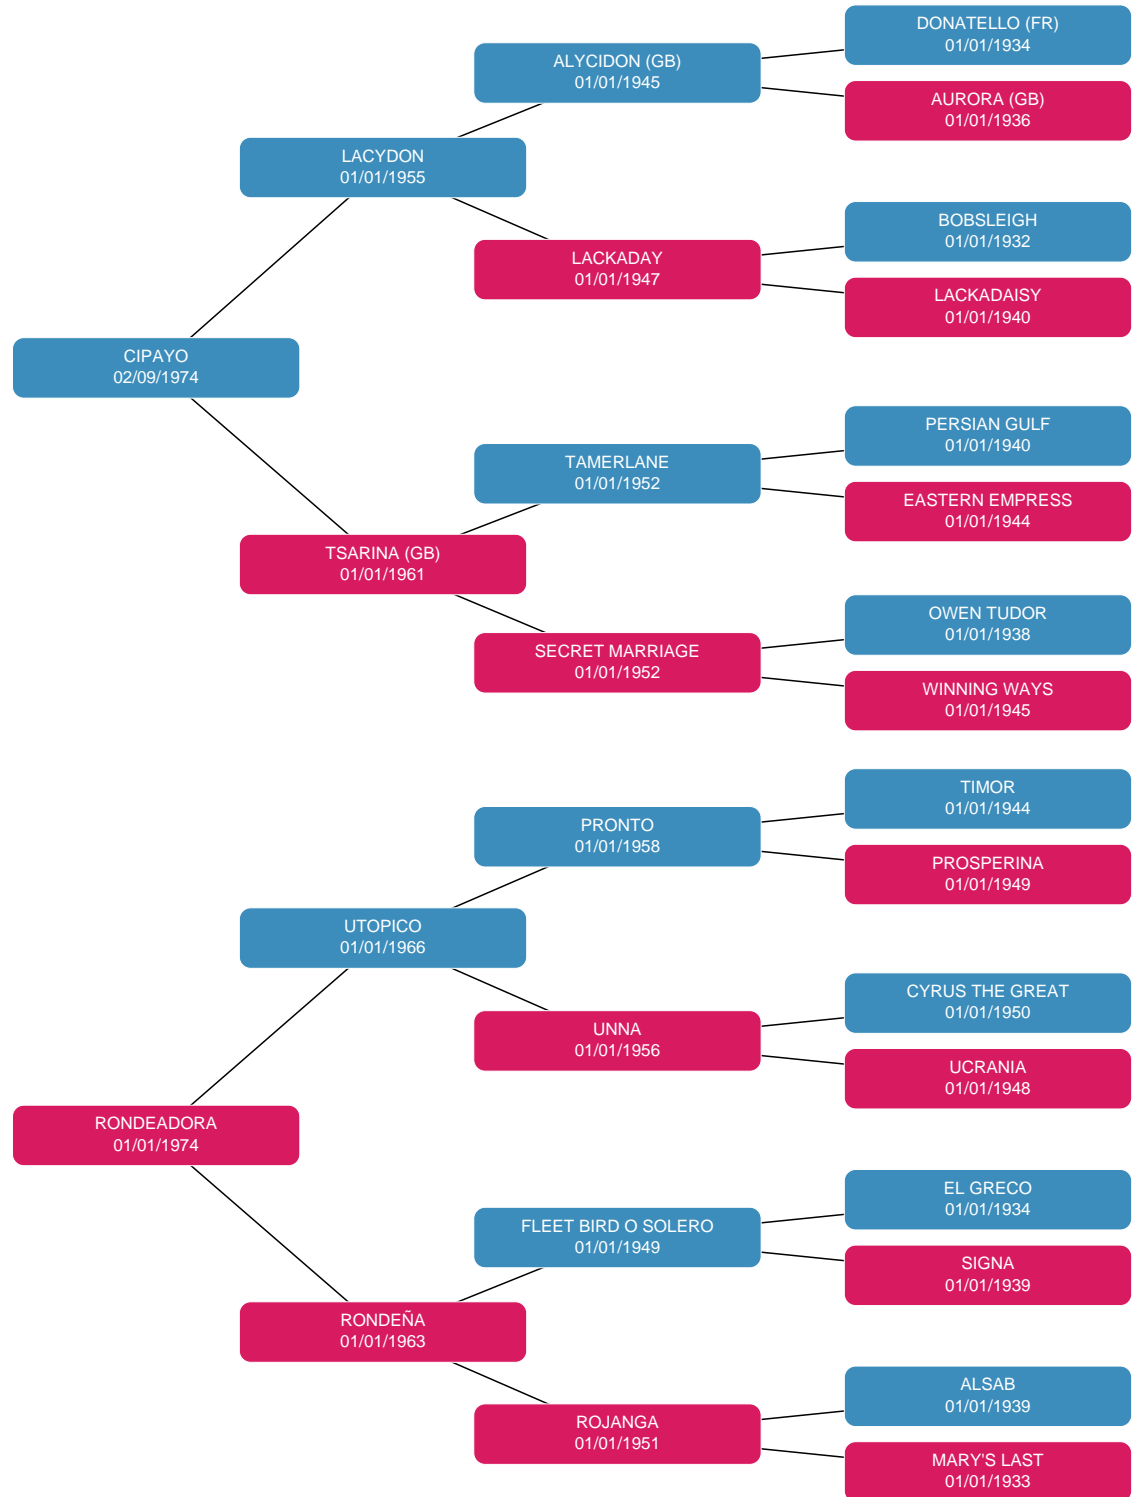 DONATELLO (FR)
01/01/1934
ALYCIDON (GB)
01/01/1945
AURORA (GB)
01/01/1936
LACYDON
01/01/1955
BOBSLEIGH
01/01/1932
LACKADAY
01/01/1947
LACKADAISY
01/01/1940
CIPAYO
02/09/1974
PERSIAN GULF
01/01/1940
TAMERLANE
01/01/1952
EASTERN EMPRESS
01/01/1944
TSARINA (GB)
01/01/1961
OWEN TUDOR
01/01/1938
SECRET MARRIAGE
01/01/1952
WINNING WAYS
01/01/1945
TIMOR
01/01/1944
PRONTO
01/01/1958
PROSPERINA
01/01/1949
UTOPICO
01/01/1966
CYRUS THE GREAT
01/01/1950
UNNA
01/01/1956
UCRANIA
01/01/1948
RONDEADORA
01/01/1974
EL GRECO
01/01/1934
FLEET BIRD O SOLERO
01/01/1949
SIGNA
01/01/1939
RONDEÑA
01/01/1963
ALSAB
01/01/1939
ROJANGA
01/01/1951
MARY'S LAST
01/01/1933